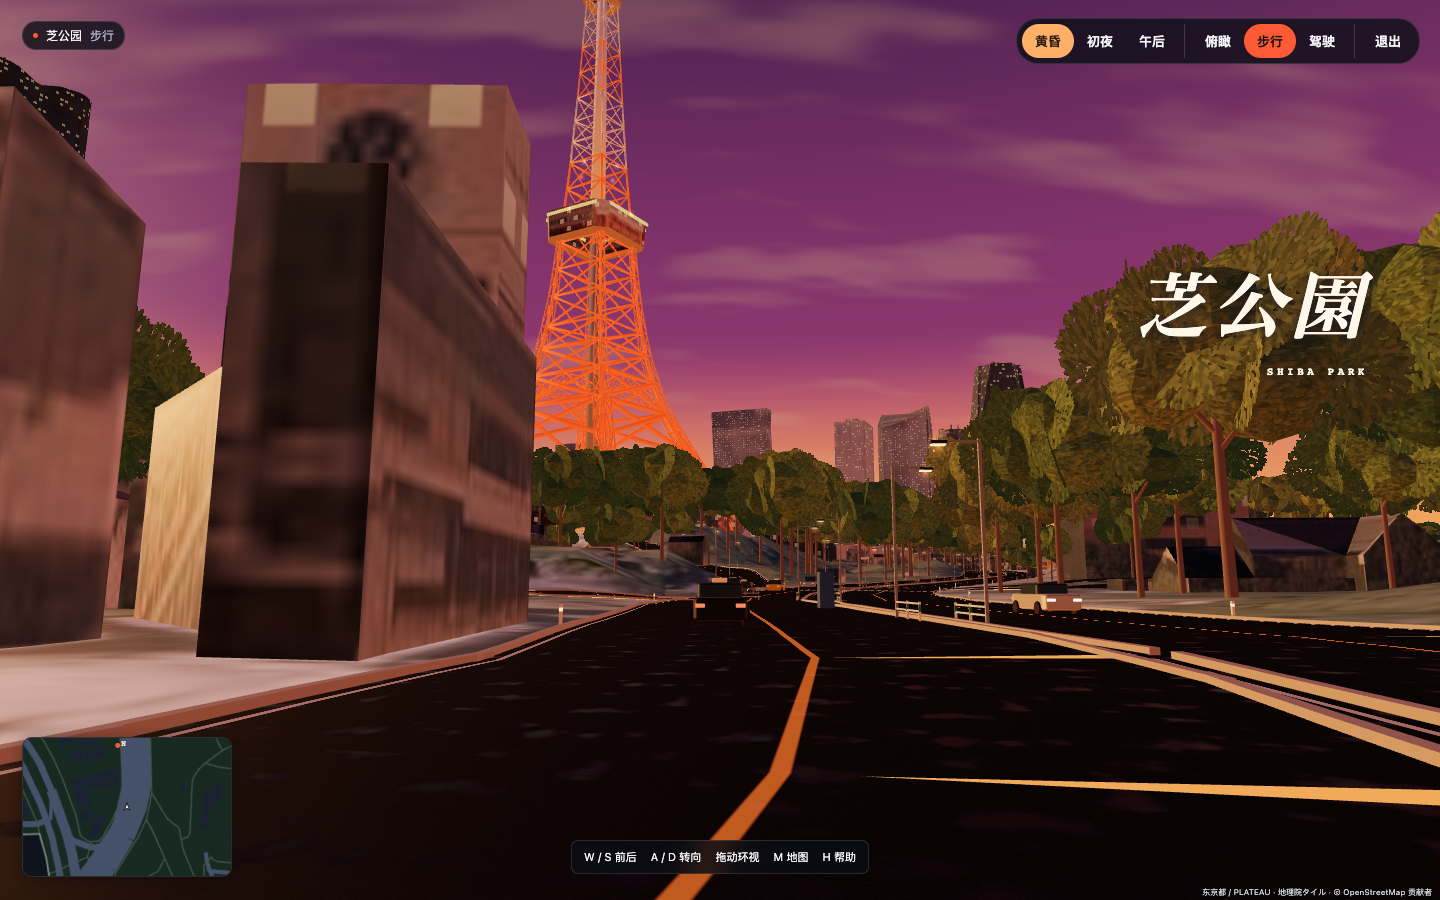 芝公园 步行
黄昏 初夜 午后 俯瞰 步行 驾驶 退出
芝公園
SHIBA PARK
W / S 前后 A / D 转向 拖动环视 M 地图 H 帮助
东京都 / PLATEAU · 地理院タイル · © OpenStreetMap 贡献者